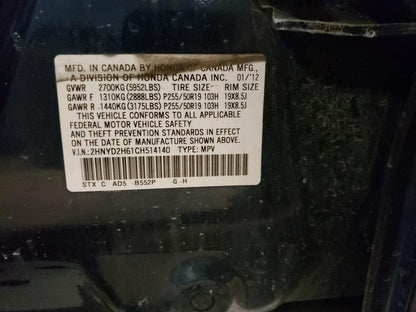 MFD. IN CANADA BY HONDA OF CANADA MFG.,
A DIVISION OF HONDA CANADA INC. 01/'12
GVWR 2700KG (5952LBS) TIRE SIZE RIM SIZE
GAWR F 1310KG (2888LBS) P255/50R19 103H 19X8.5J
GAWR R 1440KG (3175LBS) P255/50R19 103H 19X8.5J
THIS VEHICLE CONFORMS TO ALL APPLICABLE
FEDERAL MOTOR VEHICLE SAFETY
AND THEFT PREVENTION STANDARDS IN EFFECT
ON THE DATE OF MANUFACTURE SHOWN ABOVE.
V.I.N.:2HNYD2H61CH514140 TYPE: MPV
STX C AD5 -B552P -G -H